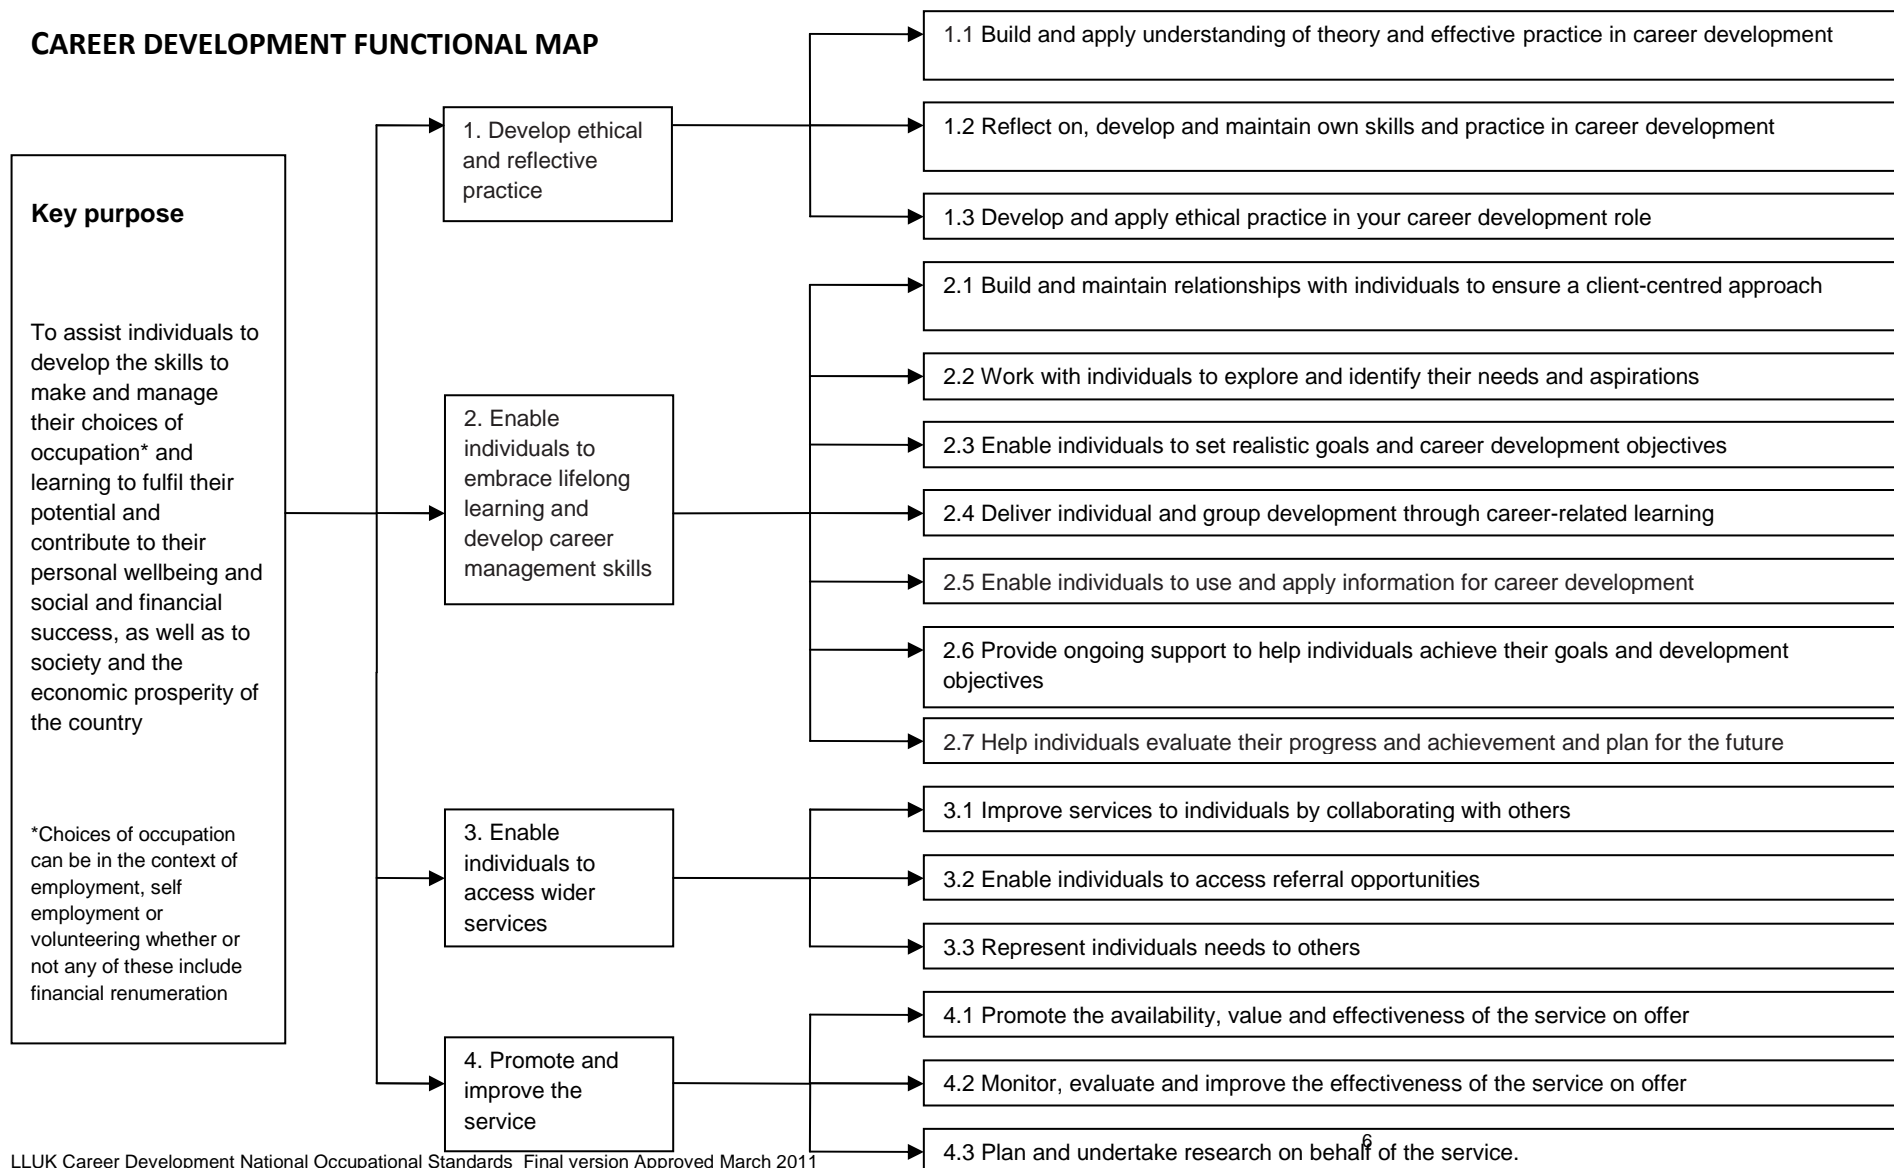 CAREER DEVELOPMENT FUNCTIONAL MAP
Key purpose
To assist individuals to
develop the skills to
make and manage
their choices of
occupation* and
learning to fulfil their
potential and
contribute to their
personal wellbeing and
social and financial
success, as well as to
society and the
economic prosperity of
the country
*Choices of occupation
can be in the context of
employment, self
employment or
volunteering whether or
not any of these include
financial renumeration
1. Develop ethical
and reflective
practice
1.1 Build and apply understanding of theory and effective practice in career development
1.2 Reflect on, develop and maintain own skills and practice in career development
1.3 Develop and apply ethical practice in your career development role
2. Enable
individuals to
embrace lifelong
learning and
develop career
management skills
2.1 Build and maintain relationships with individuals to ensure a client-centred approach
2.2 Work with individuals to explore and identify their needs and aspirations
2.3 Enable individuals to set realistic goals and career development objectives
2.4 Deliver individual and group development through career-related learning
2.5 Enable individuals to use and apply information for career development
2.6 Provide ongoing support to help individuals achieve their goals and development
objectives
2.7 Help individuals evaluate their progress and achievement and plan for the future
3. Enable
individuals to
access wider
services
3.1 Improve services to individuals by collaborating with others
3.2 Enable individuals to access referral opportunities
3.3 Represent individuals needs to others
4. Promote and
improve the
service
4.1 Promote the availability, value and effectiveness of the service on offer
4.2 Monitor, evaluate and improve the effectiveness of the service on offer
4.3 Plan and undertake research on behalf of the service.
6
LLUK Career Development National Occupational Standards Final version Approved March 2011